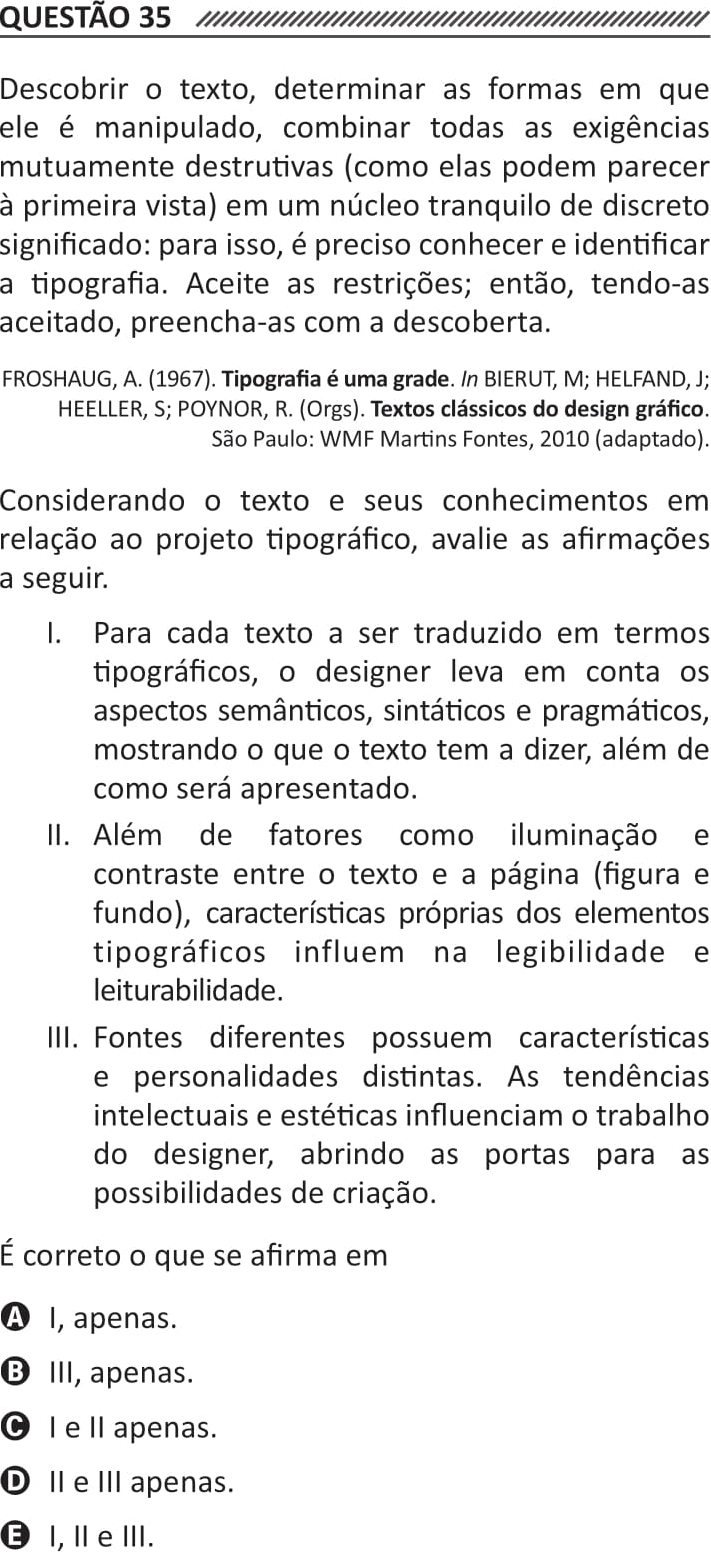 QUESTÃO 35
Descobrir o texto, determinar as formas em que
ele é manipulado, combinar todas as exigências
mutuamente destrutivas (como elas podem parecer
à primeira vista) em um núcleo tranquilo de discreto
significado: para isso, é preciso conhecer e identificar
a tipografia. Aceite as restrições; então, tendo-as
aceitado, preencha-as com a descoberta.
FROSHAUG, A. (1967). Tipografia é uma grade. In BIERUT, M; HELFAND, J;
HEELLER, S; POYNOR, R. (Orgs). Textos clássicos do design gráfico.
São Paulo: WMF Martins Fontes, 2010 (adaptado).
Considerando o texto e seus conhecimentos em
relação ao projeto tipográfico, avalie as afirmações
a seguir.
I. Para cada texto a ser traduzido em termos
tipográficos, o designer leva em conta os
aspectos semânticos, sintáticos e pragmáticos,
mostrando o que o texto tem a dizer, além de
como será apresentado.
II. Além de fatores como iluminação e
contraste entre o texto e a página (figura e
fundo), características próprias dos elementos
tipográficos influem na legibilidade e
leiturabilidade.
III. Fontes diferentes possuem características
e personalidades distintas. As tendências
intelectuais e estéticas influenciam o trabalho
do designer, abrindo as portas para as
possibilidades de criação.
É correto o que se afirma em
A I, apenas.
B III, apenas.
C I e II apenas.
D II e III apenas.
E I, II e III.